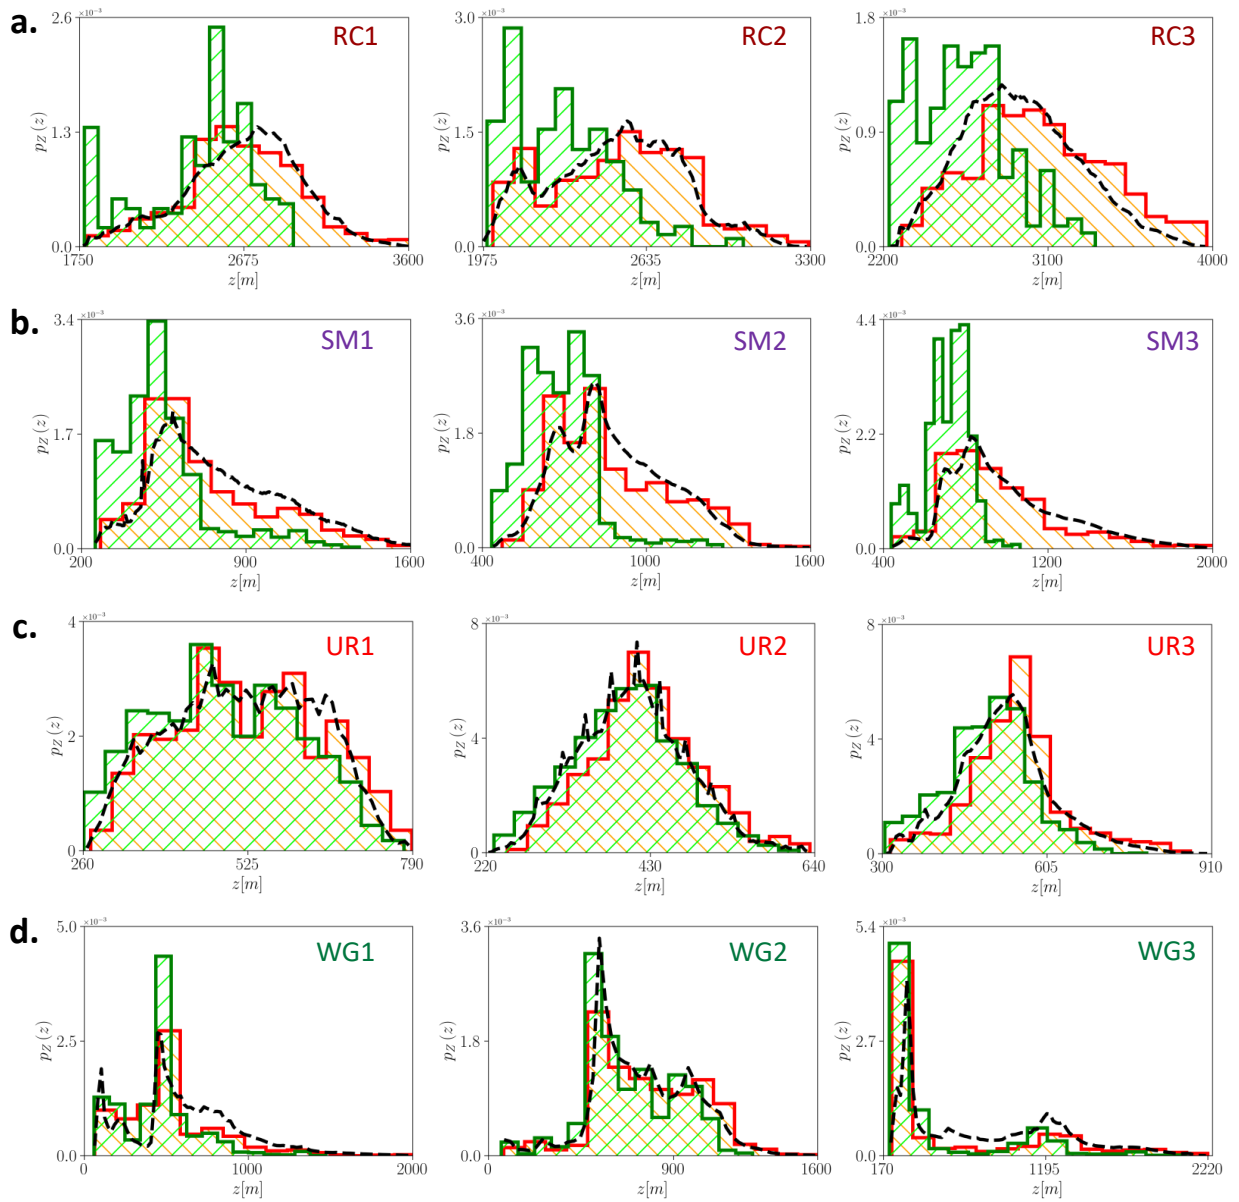 a.
×10⁻³
2.6
1.3
0.0
p_Z(z)
RC1
1750 2675 3600
z[m]
×10⁻³
3.0
1.5
0.0
p_Z(z)
RC2
1975 2635 3300
z[m]
×10⁻³
1.8
0.9
0.0
p_Z(z)
RC3
2200 3100 4000
z[m]
b.
×10⁻³
3.4
1.7
0.0
p_Z(z)
SM1
200 900 1600
z[m]
×10⁻³
3.6
1.8
0.0
p_Z(z)
SM2
400 1000 1600
z[m]
×10⁻³
4.4
2.2
0.0
p_Z(z)
SM3
400 1200 2000
z[m]
c.
×10⁻³
4
2
0
p_Z(z)
UR1
260 525 790
z[m]
×10⁻³
8
4
0
p_Z(z)
UR2
220 430 640
z[m]
×10⁻³
8
4
0
p_Z(z)
UR3
300 605 910
z[m]
d.
×10⁻³
5.0
2.5
0.0
p_Z(z)
WG1
0 1000 2000
z[m]
×10⁻³
3.6
1.8
0.0
p_Z(z)
WG2
0 900 1600
z[m]
×10⁻³
5.4
2.7
0.0
p_Z(z)
WG3
170 1195 2220
z[m]